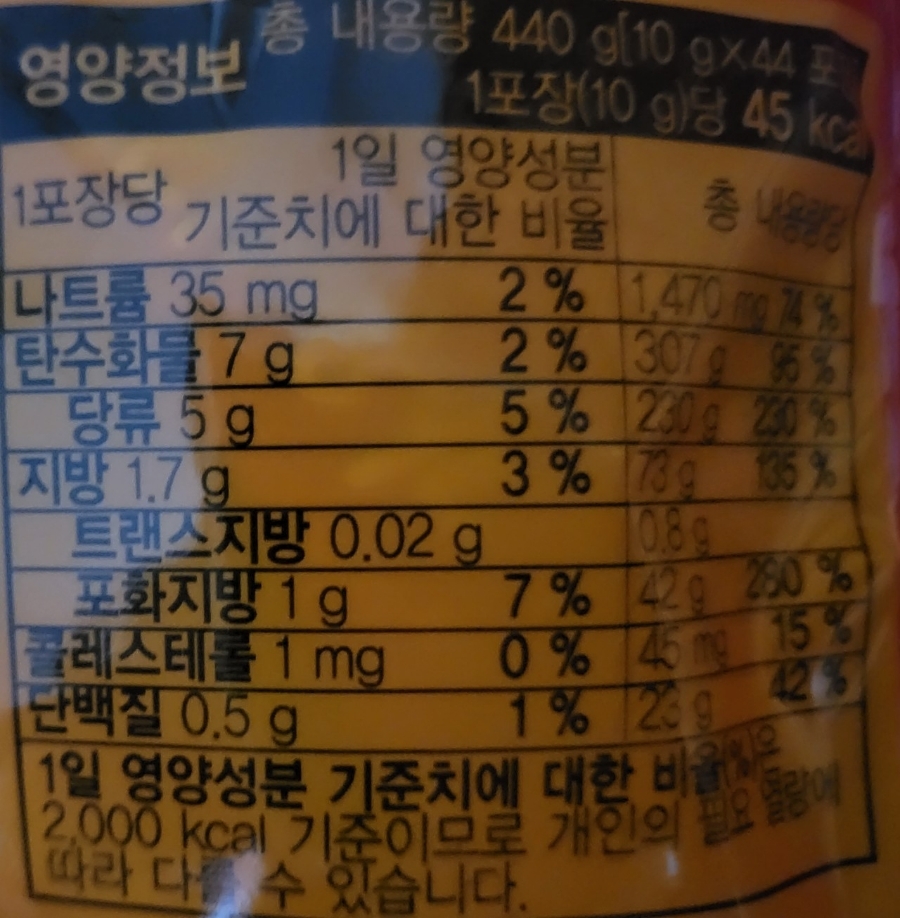 영양정보 총 내용량 440 g[10 g×44 포
1포장(10 g)당 45 kcal
1포장당 1일 영양성분 기준치에 대한 비율 총 내용량당
나트륨 35 mg 2 % 1,470 mg 74 %
탄수화물 7 g 2 % 307 g 95 %
당류 5 g 5 % 230 g 230 %
지방 1.7 g 3 % 73 g 135 %
트랜스지방 0.02 g 0.8 g
포화지방 1 g 7 % 42 g 280 %
콜레스테롤 1 mg 0 % 45 mg 15 %
단백질 0.5 g 1 % 23 g 42 %
1일 영양성분 기준치에 대한 비율(%)은
2,000 kcal 기준이므로 개인의 필요 열량에
따라 다를 수 있습니다.